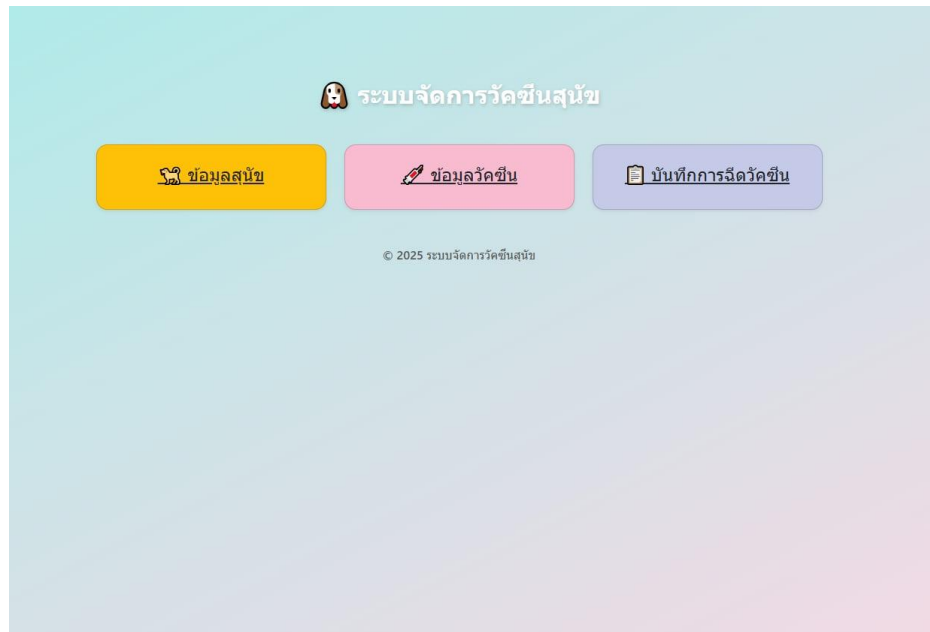 ระบบจัดการวัคซีนสุนัข
ข้อมูลสุนัข
ข้อมูลวัคซีน
บันทึกการฉีดวัคซีน
© 2025 ระบบจัดการวัคซีนสุนัข